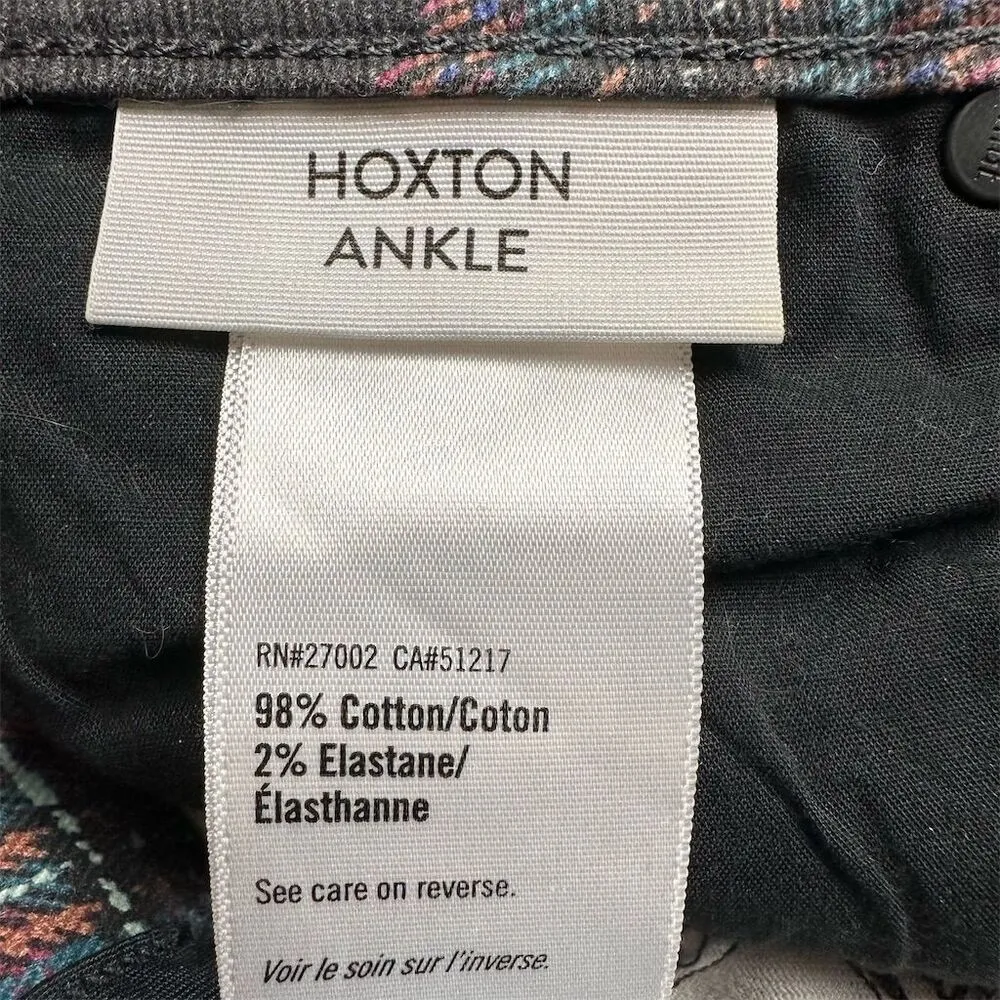 HOXTON
ANKLE
RN#27002 CA#51217
98% Cotton/Coton
2% Elastane/
Élasthanne
See care on reverse.
Voir le soin sur l'inverse.